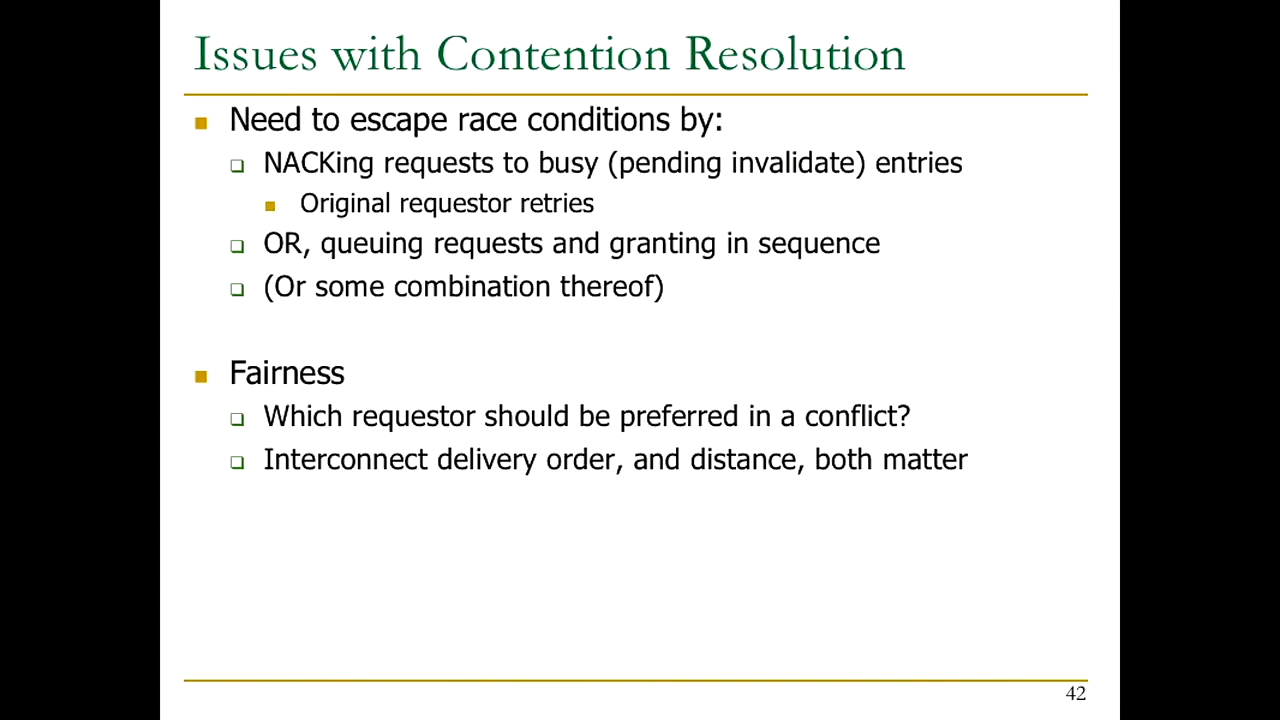 Issues with Contention Resolution
Need to escape race conditions by:
NACKing requests to busy (pending invalidate) entries
Original requestor retries
OR, queuing requests and granting in sequence
(Or some combination thereof)
Fairness
Which requestor should be preferred in a conflict?
Interconnect delivery order, and distance, both matter
42